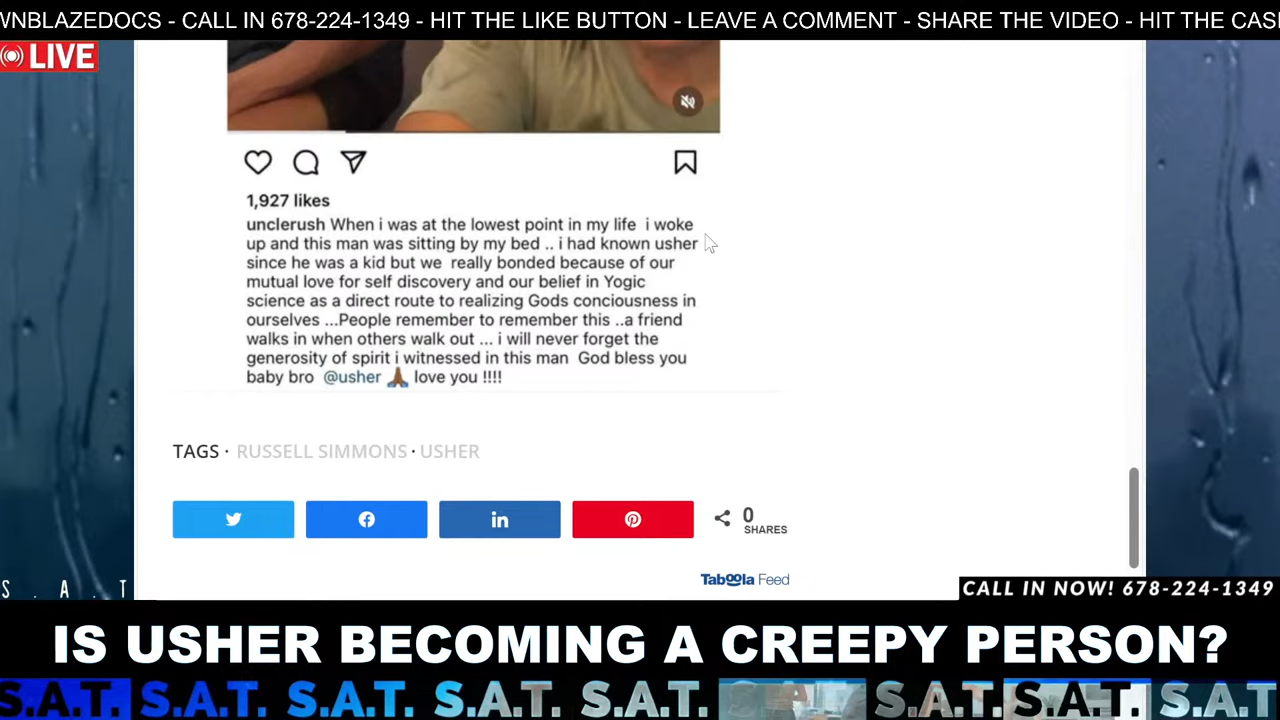 WNBLAZEDOCS - CALL IN 678-224-1349 - HIT THE LIKE BUTTON - LEAVE A COMMENT - SHARE THE VIDEO - HIT THE
LIVE
1,927 likes
unclerush When i was at the lowest point in my life i woke
up and this man was sitting by my bed .. i had known usher
since he was a kid but we really bonded because of our
mutual love for self discovery and our belief in Yogic
science as a direct route to realizing Gods conciousness in
ourselves ...People remember to remember this ..a friend
walks in when others walk out ... i will never forget the
generosity of spirit i witnessed in this man God bless you
baby bro @usher 🙏🏾 love you !!!!
TAGS · RUSSELL SIMMONS · USHER
0
SHARES
Taboola Feed
S . A . T
CALL IN NOW! 678-224-1349
IS USHER BECOMING A CREEPY PERSON?
S.A.T. S.A.T. S.A.T. S.A.T. S.A.T. S.A.T. S.A.T. S.A.T